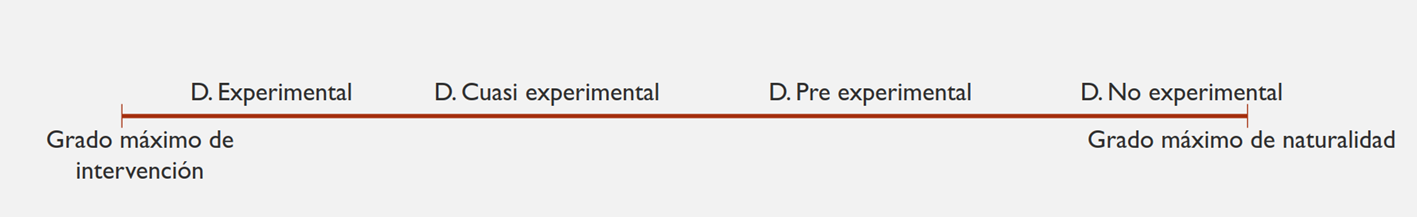 D. Experimental
D. Cuasi experimental
D. Pre experimental
D. No experimental
Grado máximo de
intervención
Grado máximo de naturalidad